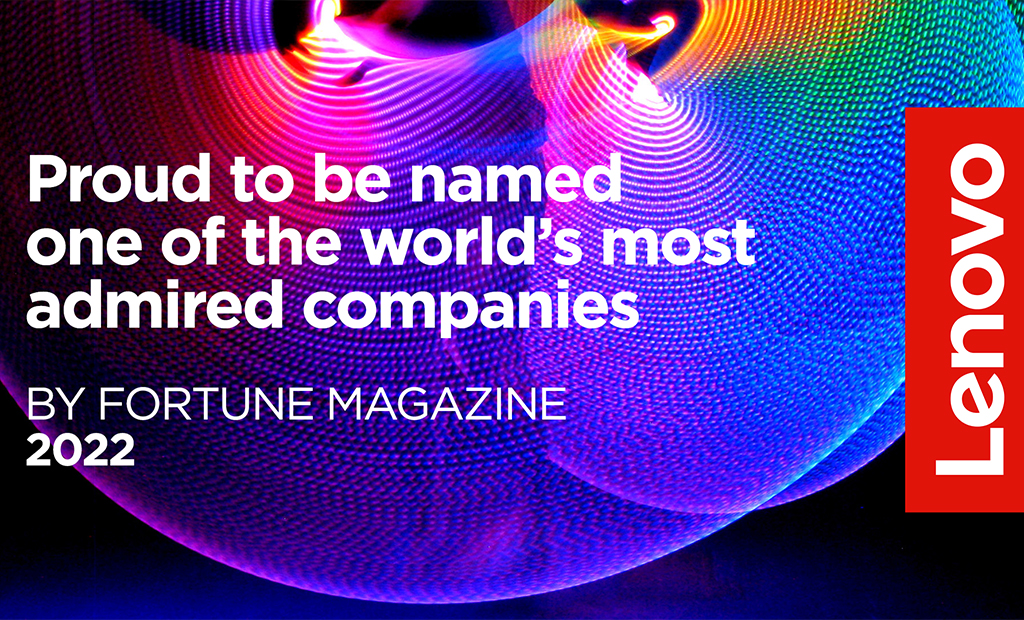 Proud to be named
one of the world's most
admired companies
BY FORTUNE MAGAZINE
2022
Lenovo